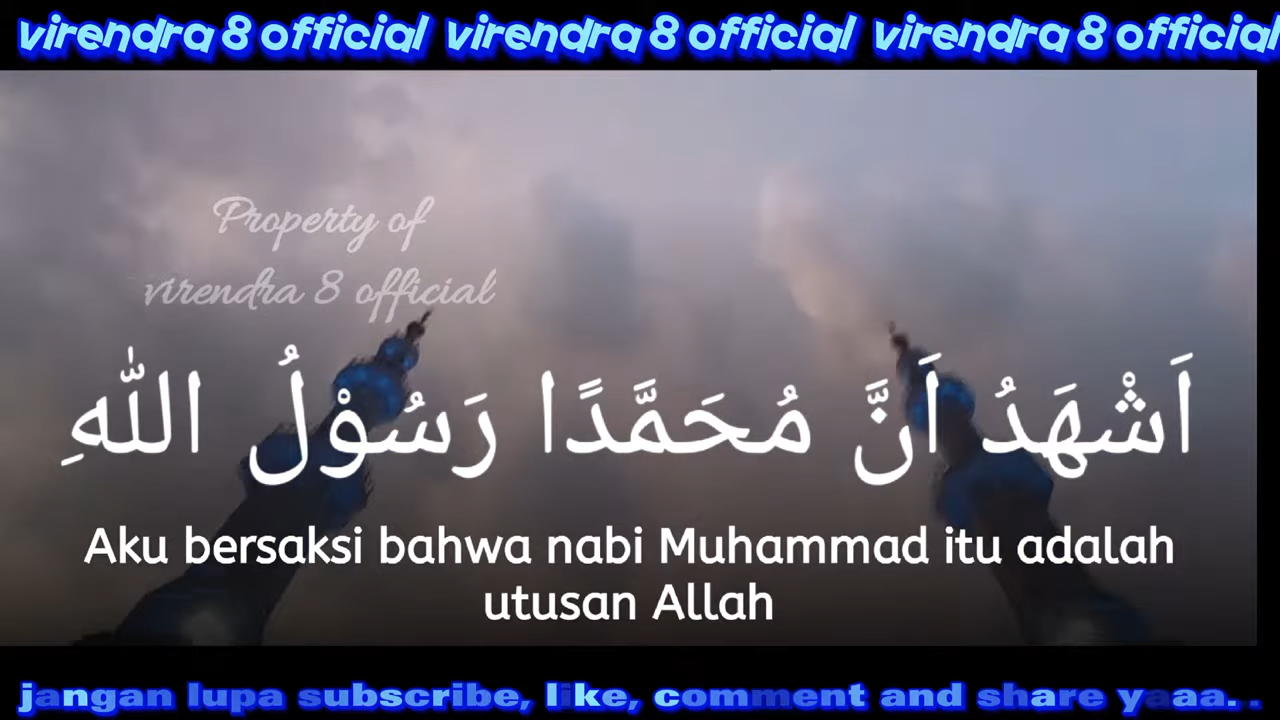 virendra 8 official virendra 8 official virendra 8 official
Property of
virendra 8 official
اَشْهَدُ اَنَّ مُحَمَّدًا رَسُوْلُ اللّٰهِ
Aku bersaksi bahwa nabi Muhammad itu adalah
utusan Allah
jangan lupa subscribe, like, comment and share yaaa. .